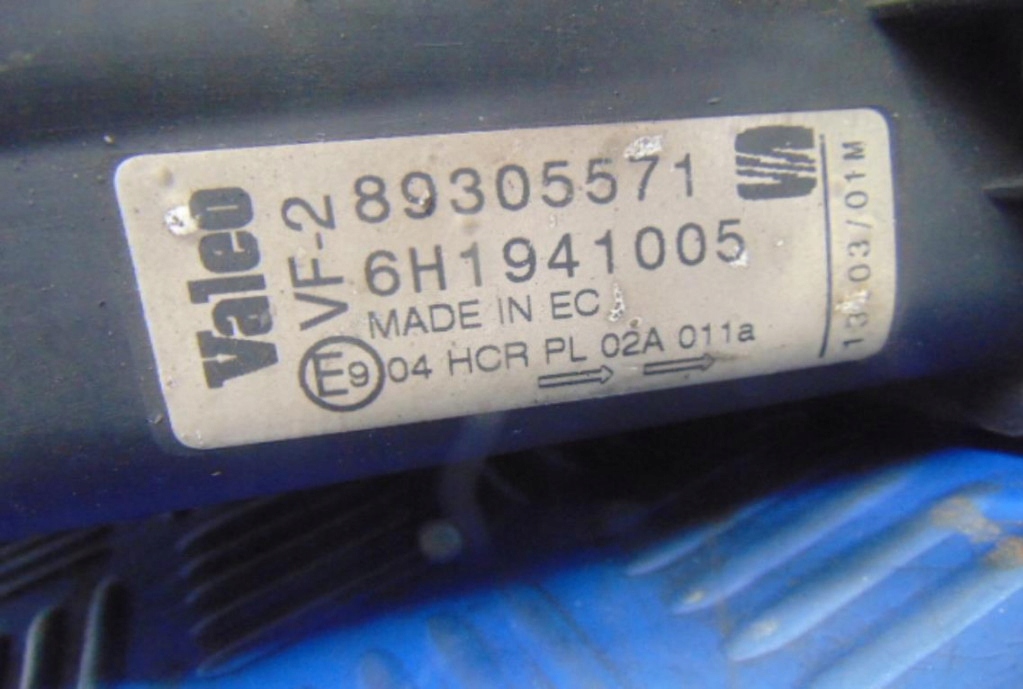 Valeo
VF-2
89305571
6H1941005
MADE IN EC
E9 04 HCR PL 02A 011a
13 03/01M